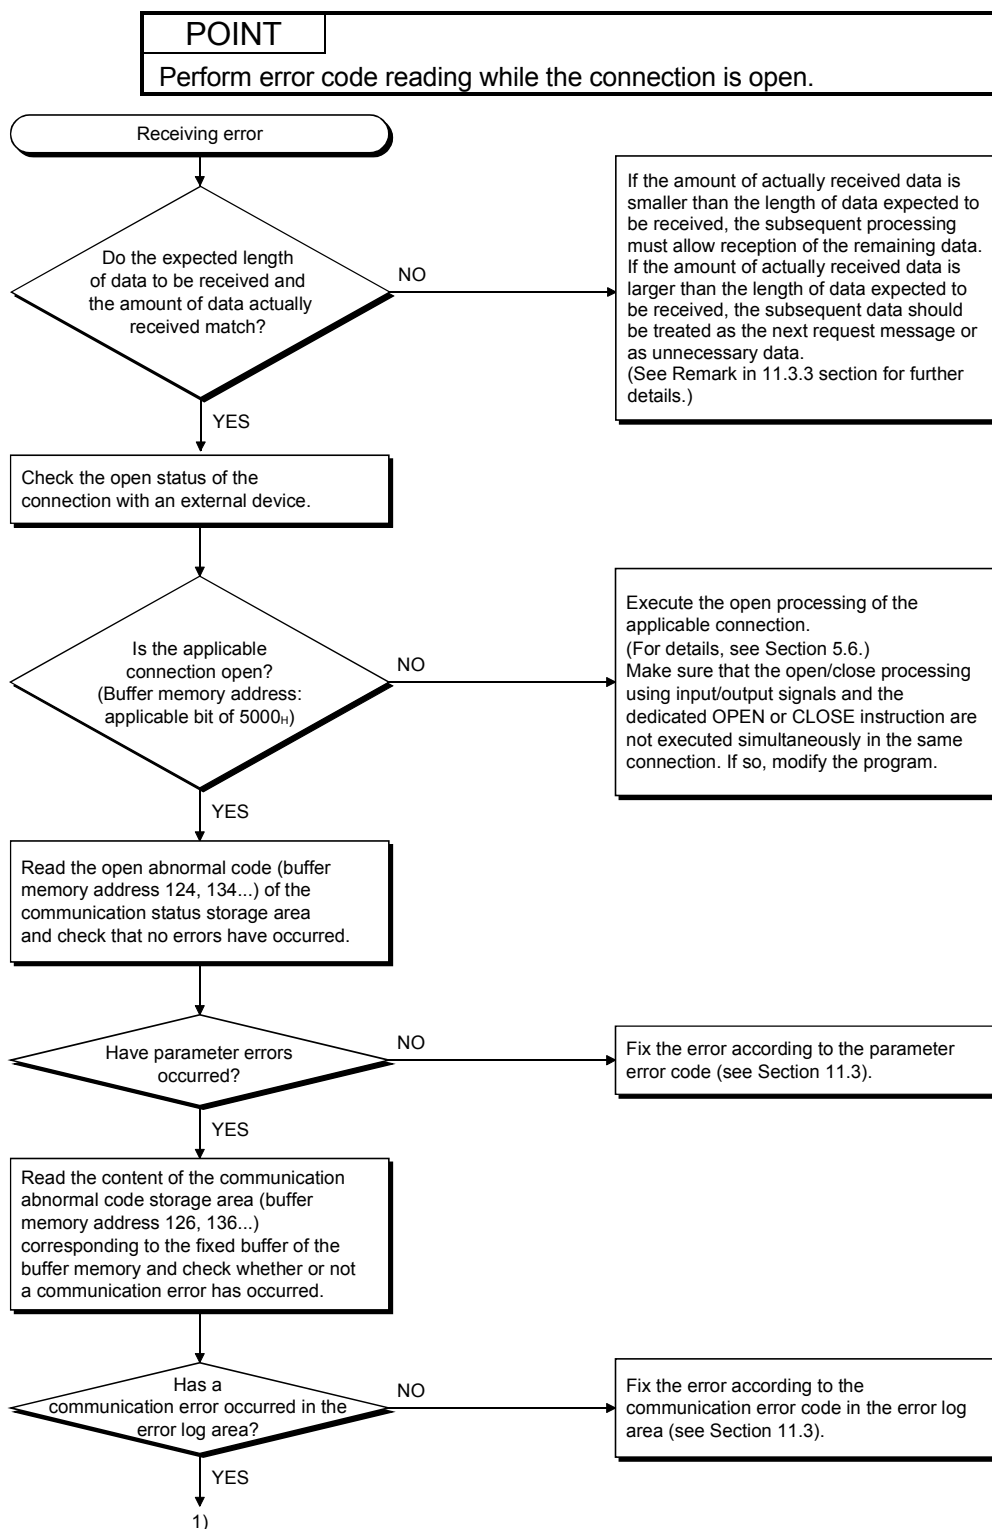 POINT
Perform error code reading while the connection is open.
Receiving error
Do the expected length
of data to be received and
the amount of data actually
received match?
NO
If the amount of actually received data is
smaller than the length of data expected to
be received, the subsequent processing
must allow reception of the remaining data.
If the amount of actually received data is
larger than the length of data expected to
be received, the subsequent data should
be treated as the next request message or
as unnecessary data.
(See Remark in 11.3.3 section for further
details.)
YES
Check the open status of the
connection with an external device.
Is the applicable
connection open?
(Buffer memory address:
applicable bit of 5000H)
NO
Execute the open processing of the
applicable connection.
(For details, see Section 5.6.)
Make sure that the open/close processing
using input/output signals and the
dedicated OPEN or CLOSE instruction are
not executed simultaneously in the same
connection. If so, modify the program.
YES
Read the open abnormal code (buffer
memory address 124, 134...) of the
communication status storage area
and check that no errors have occurred.
Have parameter errors
occurred?
NO
Fix the error according to the parameter
error code (see Section 11.3).
YES
Read the content of the communication
abnormal code storage area (buffer
memory address 126, 136...)
corresponding to the fixed buffer of the
buffer memory and check whether or not
a communication error has occurred.
Has a
communication error occurred in the
error log area?
NO
Fix the error according to the
communication error code in the error log
area (see Section 11.3).
YES
1)